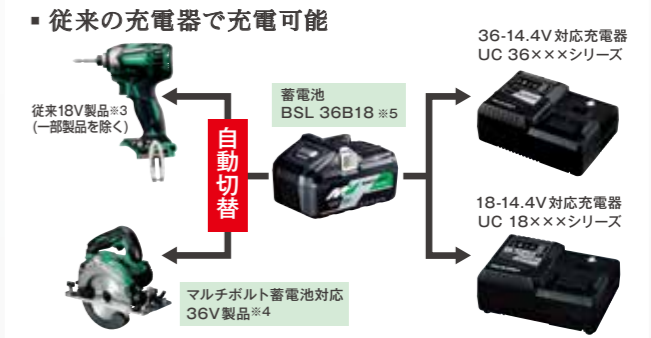 ▪ 従来の充電器で充電可能
36-14.4V対応充電器
UC 36×××シリーズ
従来18V製品※3
(一部製品を除く)
自動切替
蓄電池
BSL 36B18 ※5
18-14.4V対応充電器
UC 18×××シリーズ
マルチボルト蓄電池対応
36V製品※4